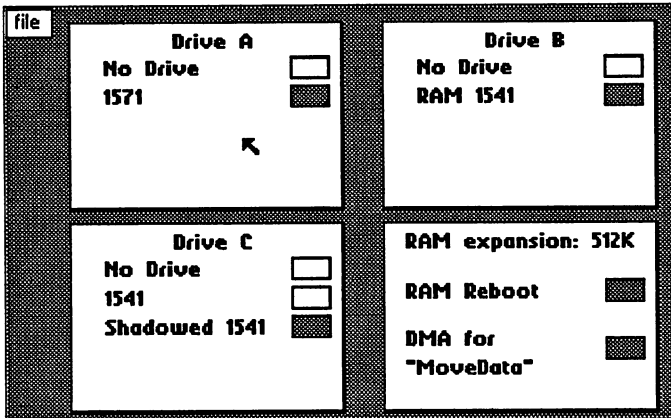 file
Drive A
No Drive
1571
Drive B
No Drive
RAM 1541
Drive C
No Drive
1541
Shadowed 1541
RAM expansion: 512K
RAM Reboot
DMA for
"MoveData"